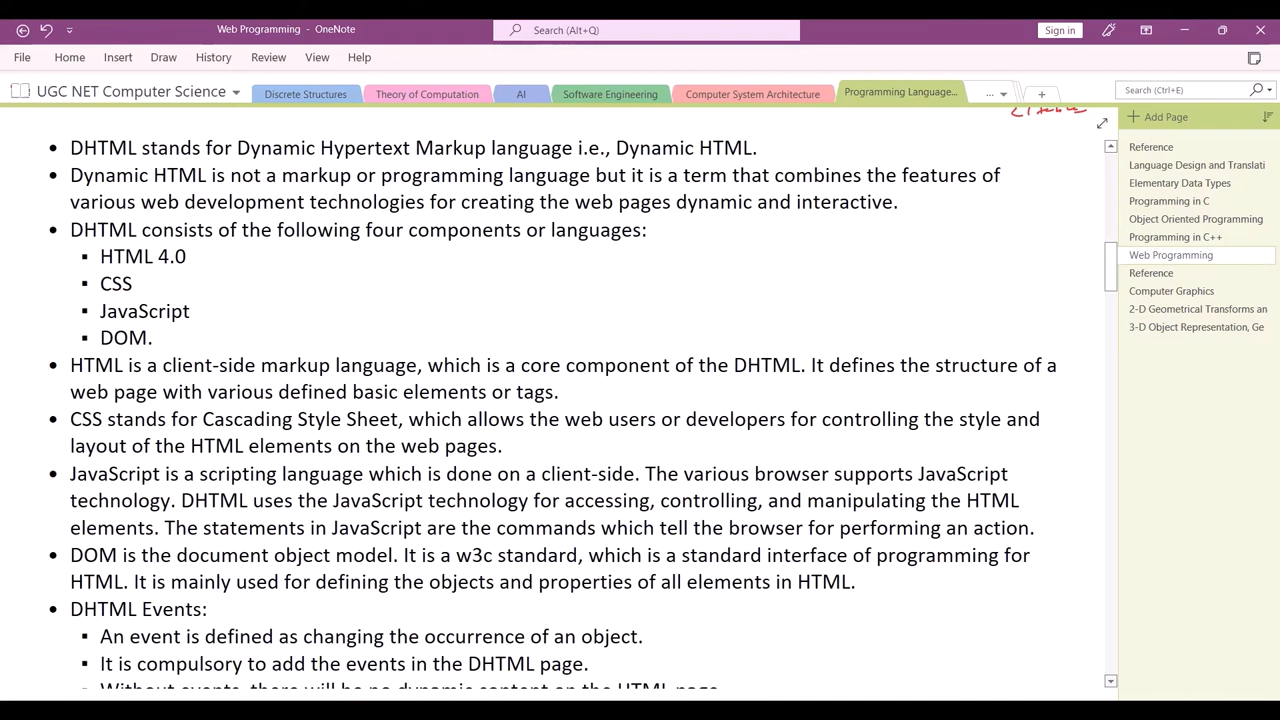 Web Programming - OneNote
Search (Alt+Q)
Sign in
File Home Insert Draw History Review View Help
UGC NET Computer Science
Discrete Structures Theory of Computation AI Software Engineering Computer System Architecture Programming Language... ...
Search (Ctrl+E)
Add Page
Reference
Language Design and Translati
Elementary Data Types
Programming in C
Object Oriented Programming
Programming in C++
Web Programming
Reference
Computer Graphics
2-D Geometrical Transforms an
3-D Object Representation, Ge
• DHTML stands for Dynamic Hypertext Markup language i.e., Dynamic HTML.
• Dynamic HTML is not a markup or programming language but it is a term that combines the features of
various web development technologies for creating the web pages dynamic and interactive.
• DHTML consists of the following four components or languages:
▪ HTML 4.0
▪ CSS
▪ JavaScript
▪ DOM.
• HTML is a client-side markup language, which is a core component of the DHTML. It defines the structure of a
web page with various defined basic elements or tags.
• CSS stands for Cascading Style Sheet, which allows the web users or developers for controlling the style and
layout of the HTML elements on the web pages.
• JavaScript is a scripting language which is done on a client-side. The various browser supports JavaScript
technology. DHTML uses the JavaScript technology for accessing, controlling, and manipulating the HTML
elements. The statements in JavaScript are the commands which tell the browser for performing an action.
• DOM is the document object model. It is a w3c standard, which is a standard interface of programming for
HTML. It is mainly used for defining the objects and properties of all elements in HTML.
• DHTML Events:
▪ An event is defined as changing the occurrence of an object.
▪ It is compulsory to add the events in the DHTML page.
▪ Without events, there will be no dynamic content on the HTML page.